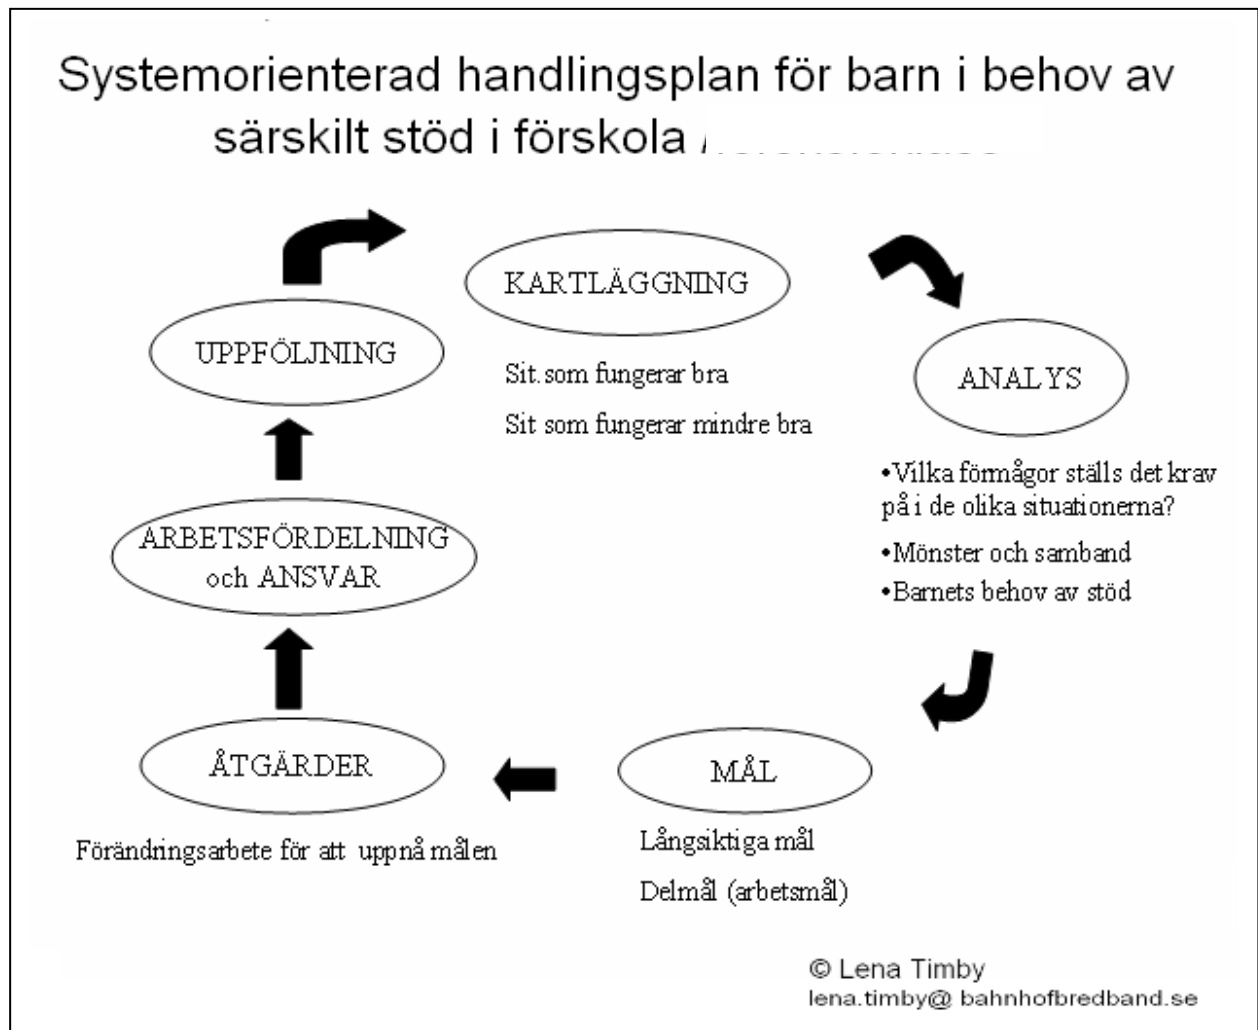 Systemorienterad handlingsplan för barn i behov av
särskilt stöd i förskola
KARTLÄGGNING
Sit.som fungerar bra
Sit som fungerar mindre bra
ANALYS
•Vilka förmågor ställs det krav
på i de olika situationerna?
•Mönster och samband
•Barnets behov av stöd
MÅL
Långsiktiga mål
Delmål (arbetsmål)
ÅTGÄRDER
Förändringsarbete för att uppnå målen
ARBETSFÖRDELNING
och ANSVAR
UPPFÖLJNING
© Lena Timby
lena.timby@ bahnhofbredband.se